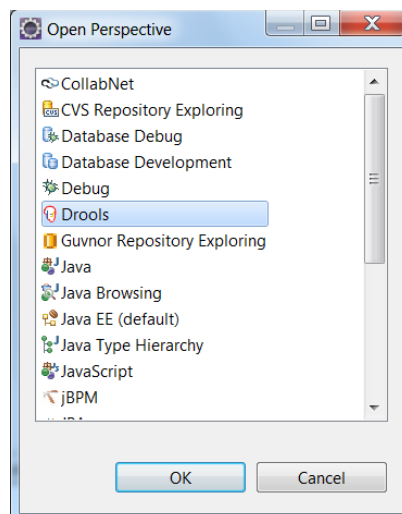 Open Perspective
CollabNet
CVS Repository Exploring
Database Debug
Database Development
Debug
Drools
Guvnor Repository Exploring
Java
Java Browsing
Java EE (default)
Java Type Hierarchy
JavaScript
jBPM
OK
Cancel